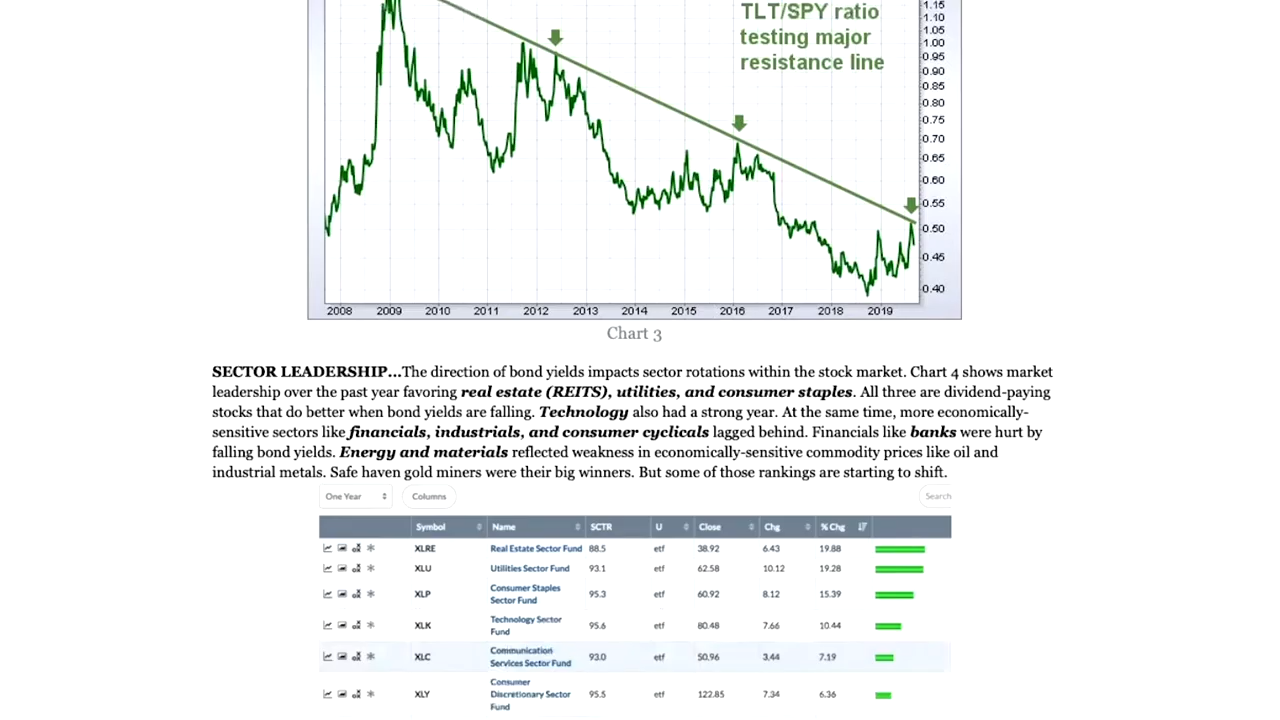 1.15
TLT/SPY ratio
testing major
resistance line
1.10
1.05
1.00
0.95
0.90
0.85
0.80
0.75
0.70
0.65
0.60
0.55
0.50
0.45
0.40
2008 2009 2010 2011 2012 2013 2014 2015 2016 2017 2018 2019
Chart 3
SECTOR LEADERSHIP...The direction of bond yields impacts sector rotations within the stock market. Chart 4 shows market
leadership over the past year favoring real estate (REITS), utilities, and consumer staples. All three are dividend-paying
stocks that do better when bond yields are falling. Technology also had a strong year. At the same time, more economically-
sensitive sectors like financials, industrials, and consumer cyclicals lagged behind. Financials like banks were hurt by
falling bond yields. Energy and materials reflected weakness in economically-sensitive commodity prices like oil and
industrial metals. Safe haven gold miners were their big winners. But some of those rankings are starting to shift.
One Year Columns Search
Symbol Name SCTR U Close Chg % Chg
XLRE Real Estate Sector Fund 88.5 etf 38.92 6.43 19.88
XLU Utilities Sector Fund 93.1 etf 62.58 10.12 19.28
XLP Consumer Staples
Sector Fund 95.3 etf 60.92 8.12 15.39
XLK Technology Sector
Fund 95.6 etf 80.48 7.66 10.44
XLC Communication
Services Sector Fund 93.0 etf 50.96 3.44 7.19
XLY Consumer
Discretionary Sector
Fund 95.5 etf 122.85 7.34 6.36